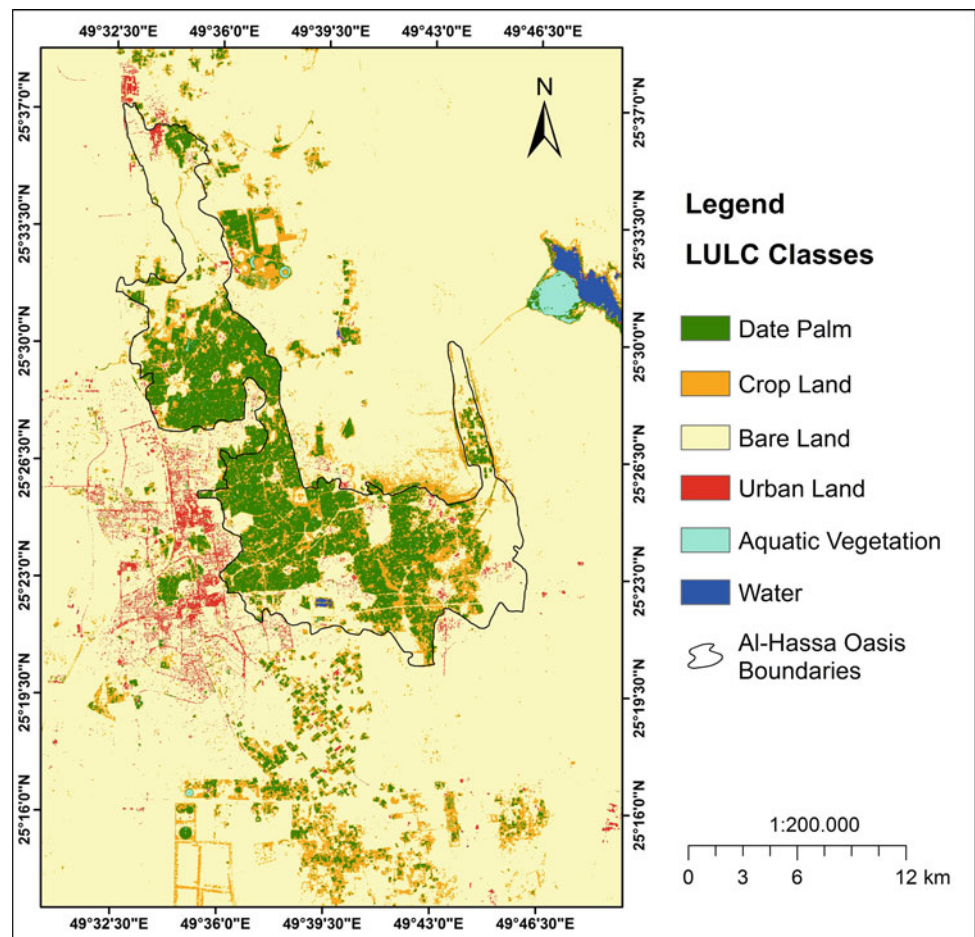 49°32'30"E 49°36'0"E 49°39'30"E 49°43'0"E 49°46'30"E
25°37'0"N
25°33'30"N
25°30'0"N
25°26'30"N
25°23'0"N
25°19'30"N
25°16'0"N
N
25°37'0"N
25°33'30"N
25°30'0"N
25°26'30"N
25°23'0"N
25°19'30"N
25°16'0"N
49°32'30"E 49°36'0"E 49°39'30"E 49°43'0"E 49°46'30"E
Legend
LULC Classes
Date Palm
Crop Land
Bare Land
Urban Land
Aquatic Vegetation
Water
Al-Hassa Oasis
Boundaries
1:200.000
0 3 6 12 km